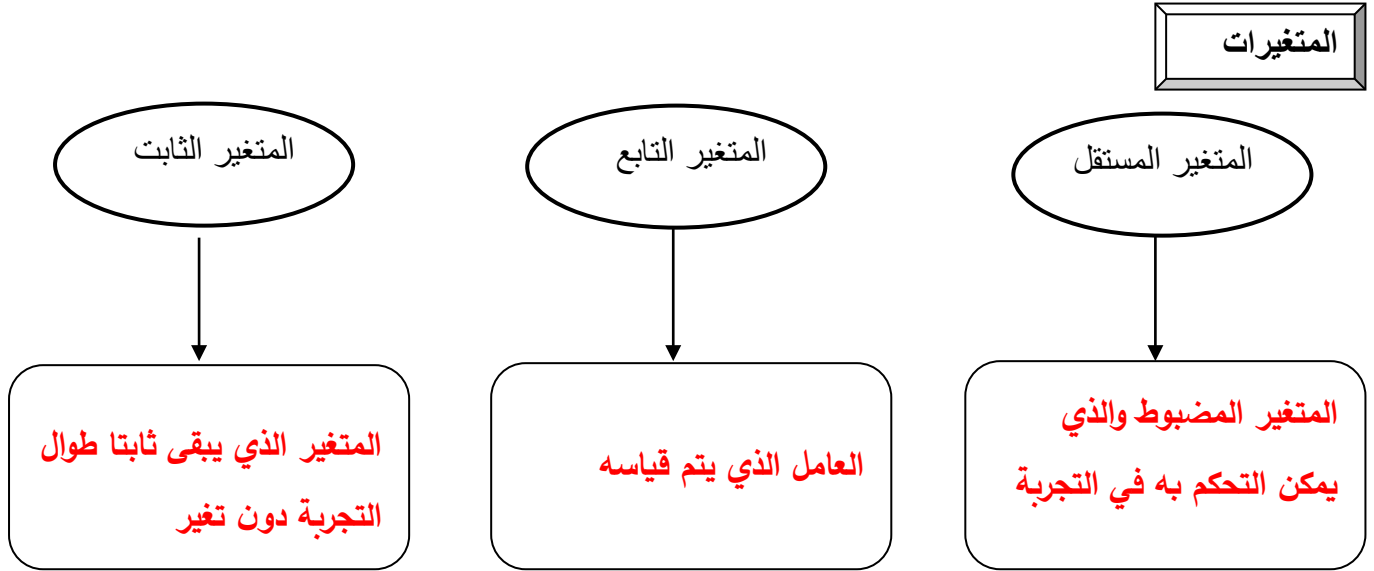 المتغيرات
المتغير المستقل
المتغير التابع
المتغير الثابت
المتغير المضبوط والذي
يمكن التحكم به في التجربة
العامل الذي يتم قياسه
المتغير الذي يبقى ثابتا طوال
التجربة دون تغير